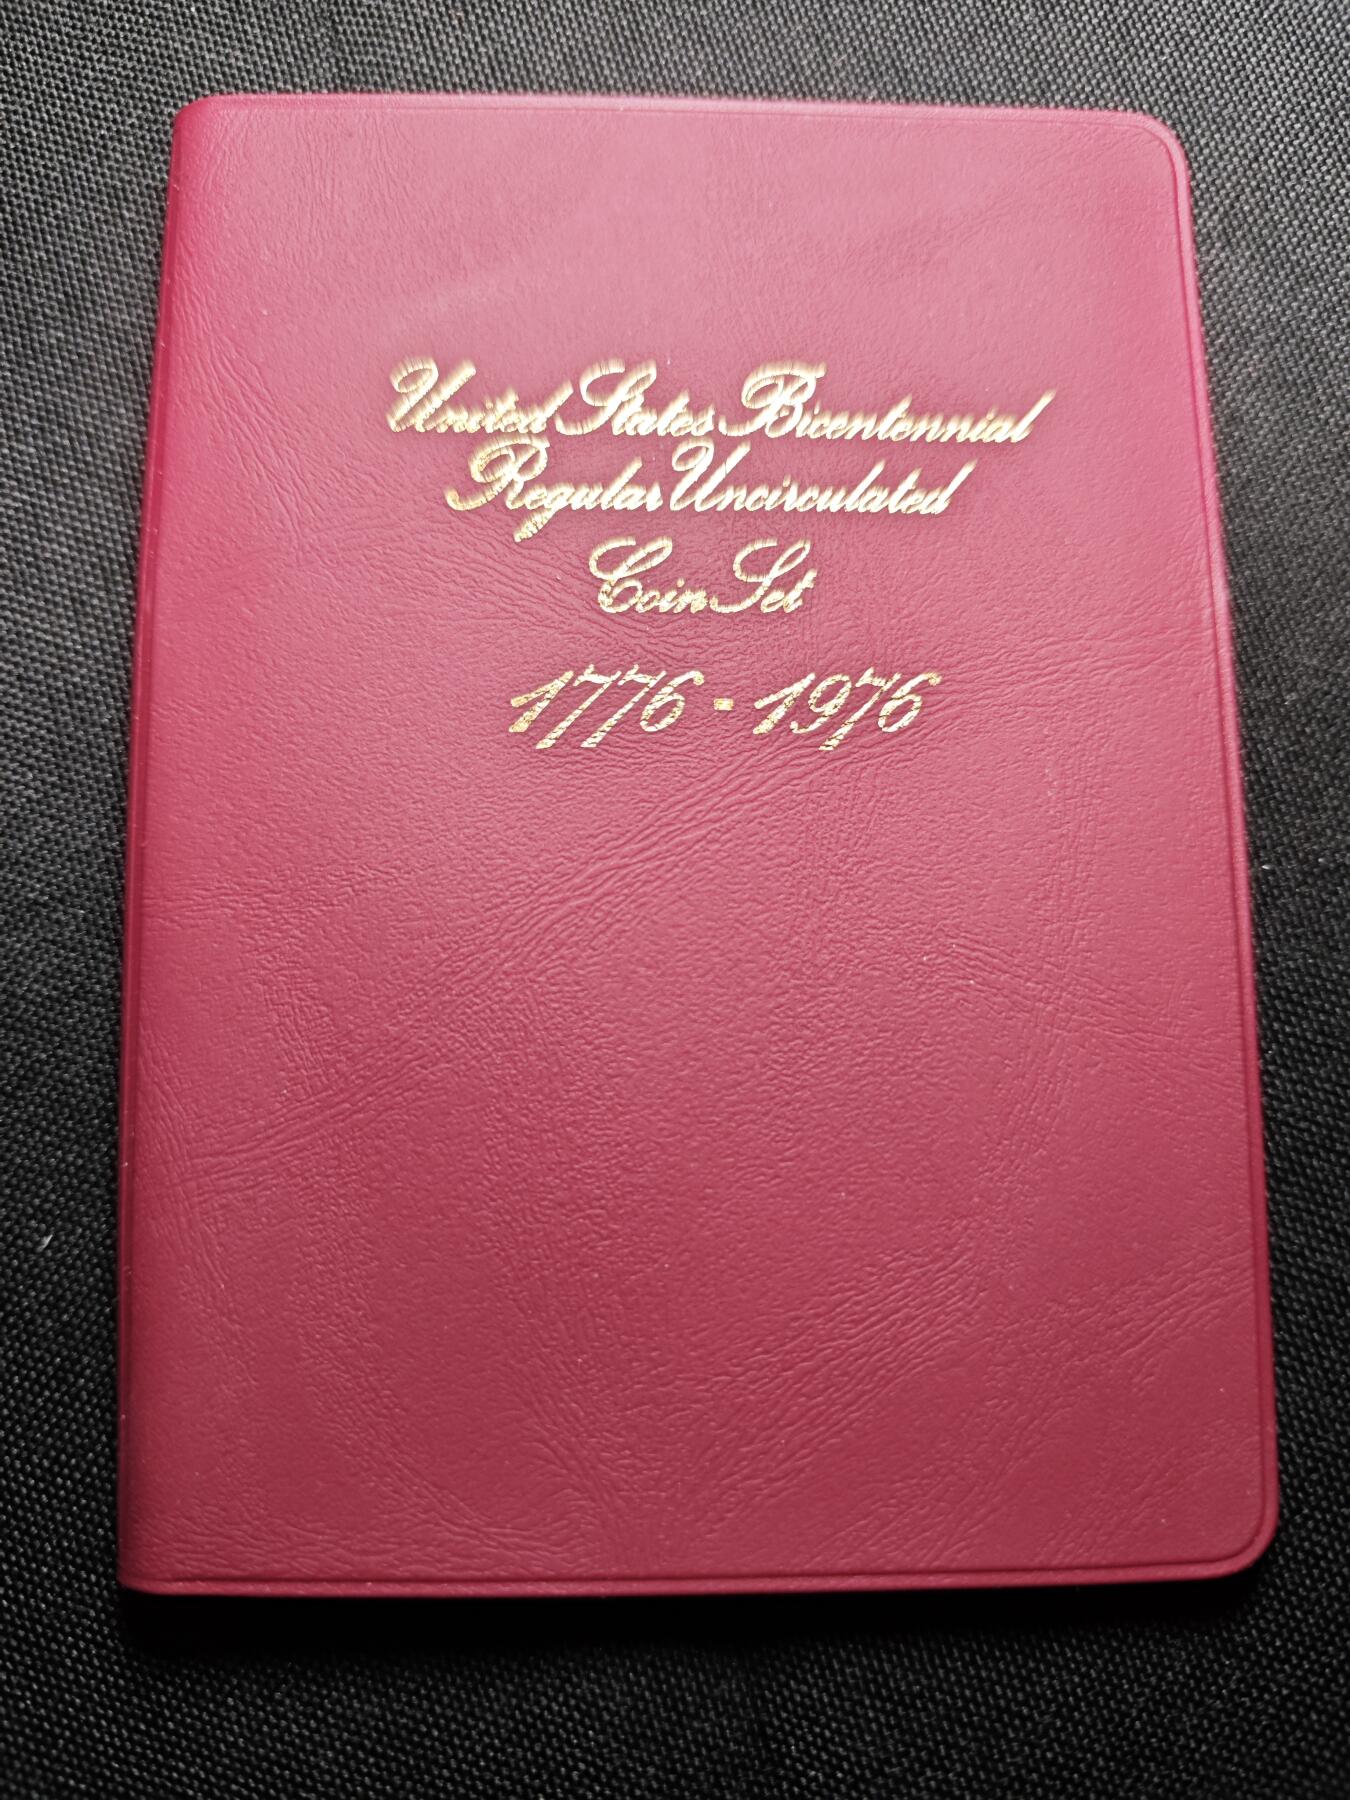 United States Bicentennial
Regular Uncirculated
Coin Set
1776 - 1976